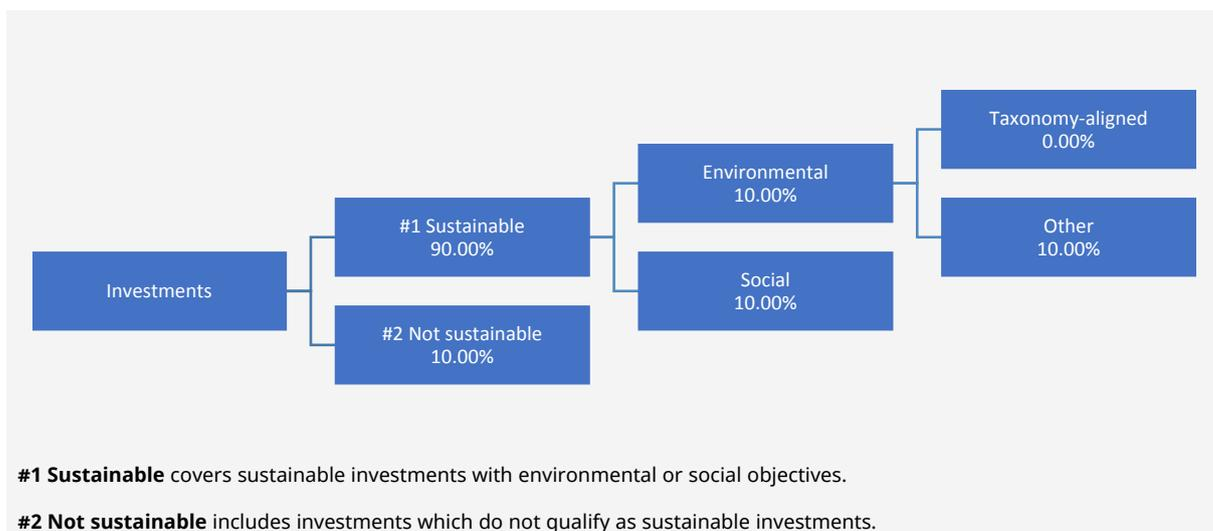 Taxonomy-aligned
0.00%
Environmental
10.00%
#1 Sustainable
90.00%
Other
10.00%
Investments
Social
10.00%
#2 Not sustainable
10.00%
#1 Sustainable covers sustainable investments with environmental or social objectives.
#2 Not sustainable includes investments which do not qualify as sustainable investments.